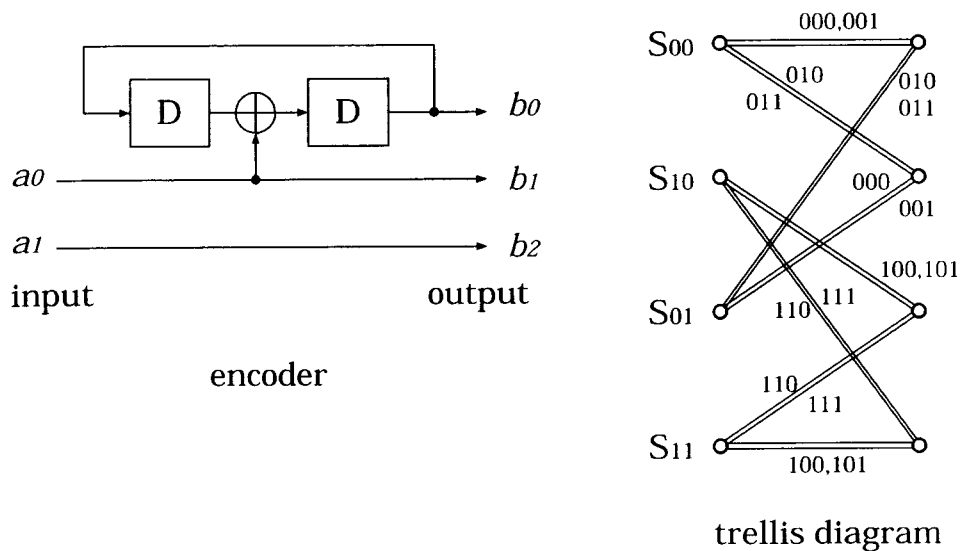 D
D
b0
a0
b1
a1
b2
input
output
encoder
000,001
S00
010
011
010
011
S10
000
001
100,101
S01
110
111
110
111
S11
100,101
trellis diagram